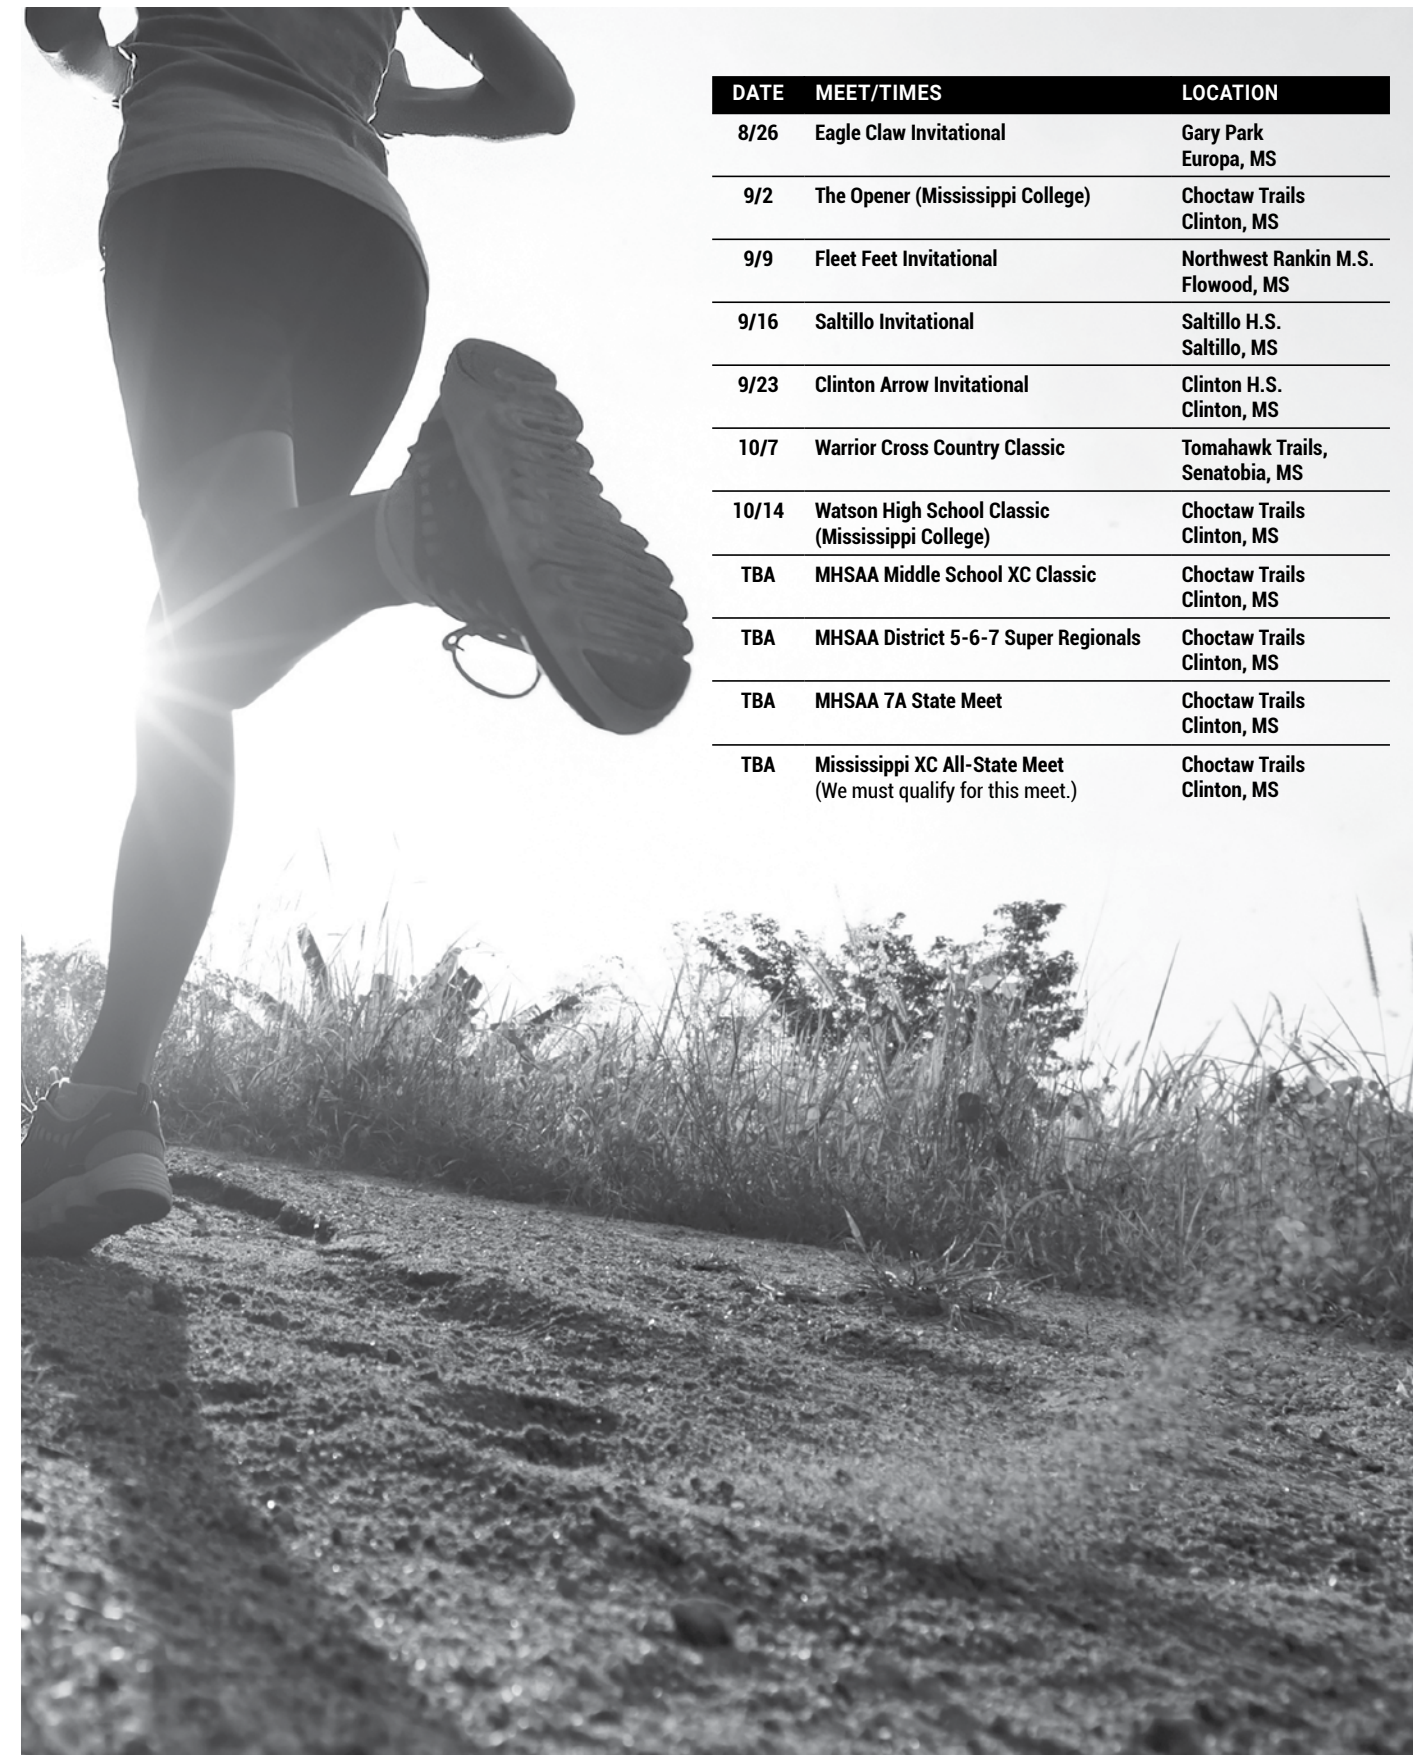 DATE MEET/TIMES LOCATION
8/26 Eagle Claw Invitational Gary Park
Europa, MS
9/2 The Opener (Mississippi College) Choctaw Trails
Clinton, MS
9/9 Fleet Feet Invitational Northwest Rankin M.S.
Flowood, MS
9/16 Saltillo Invitational Saltillo H.S.
Saltillo, MS
9/23 Clinton Arrow Invitational Clinton H.S.
Clinton, MS
10/7 Warrior Cross Country Classic Tomahawk Trails,
Senatobia, MS
10/14 Watson High School Classic Choctaw Trails
(Mississippi College) Clinton, MS
TBA MHSAA Middle School XC Classic Choctaw Trails
Clinton, MS
TBA MHSAA District 5-6-7 Super Regionals Choctaw Trails
Clinton, MS
TBA MHSAA 7A State Meet Choctaw Trails
Clinton, MS
TBA Mississippi XC All-State Meet Choctaw Trails
(We must qualify for this meet.) Clinton, MS